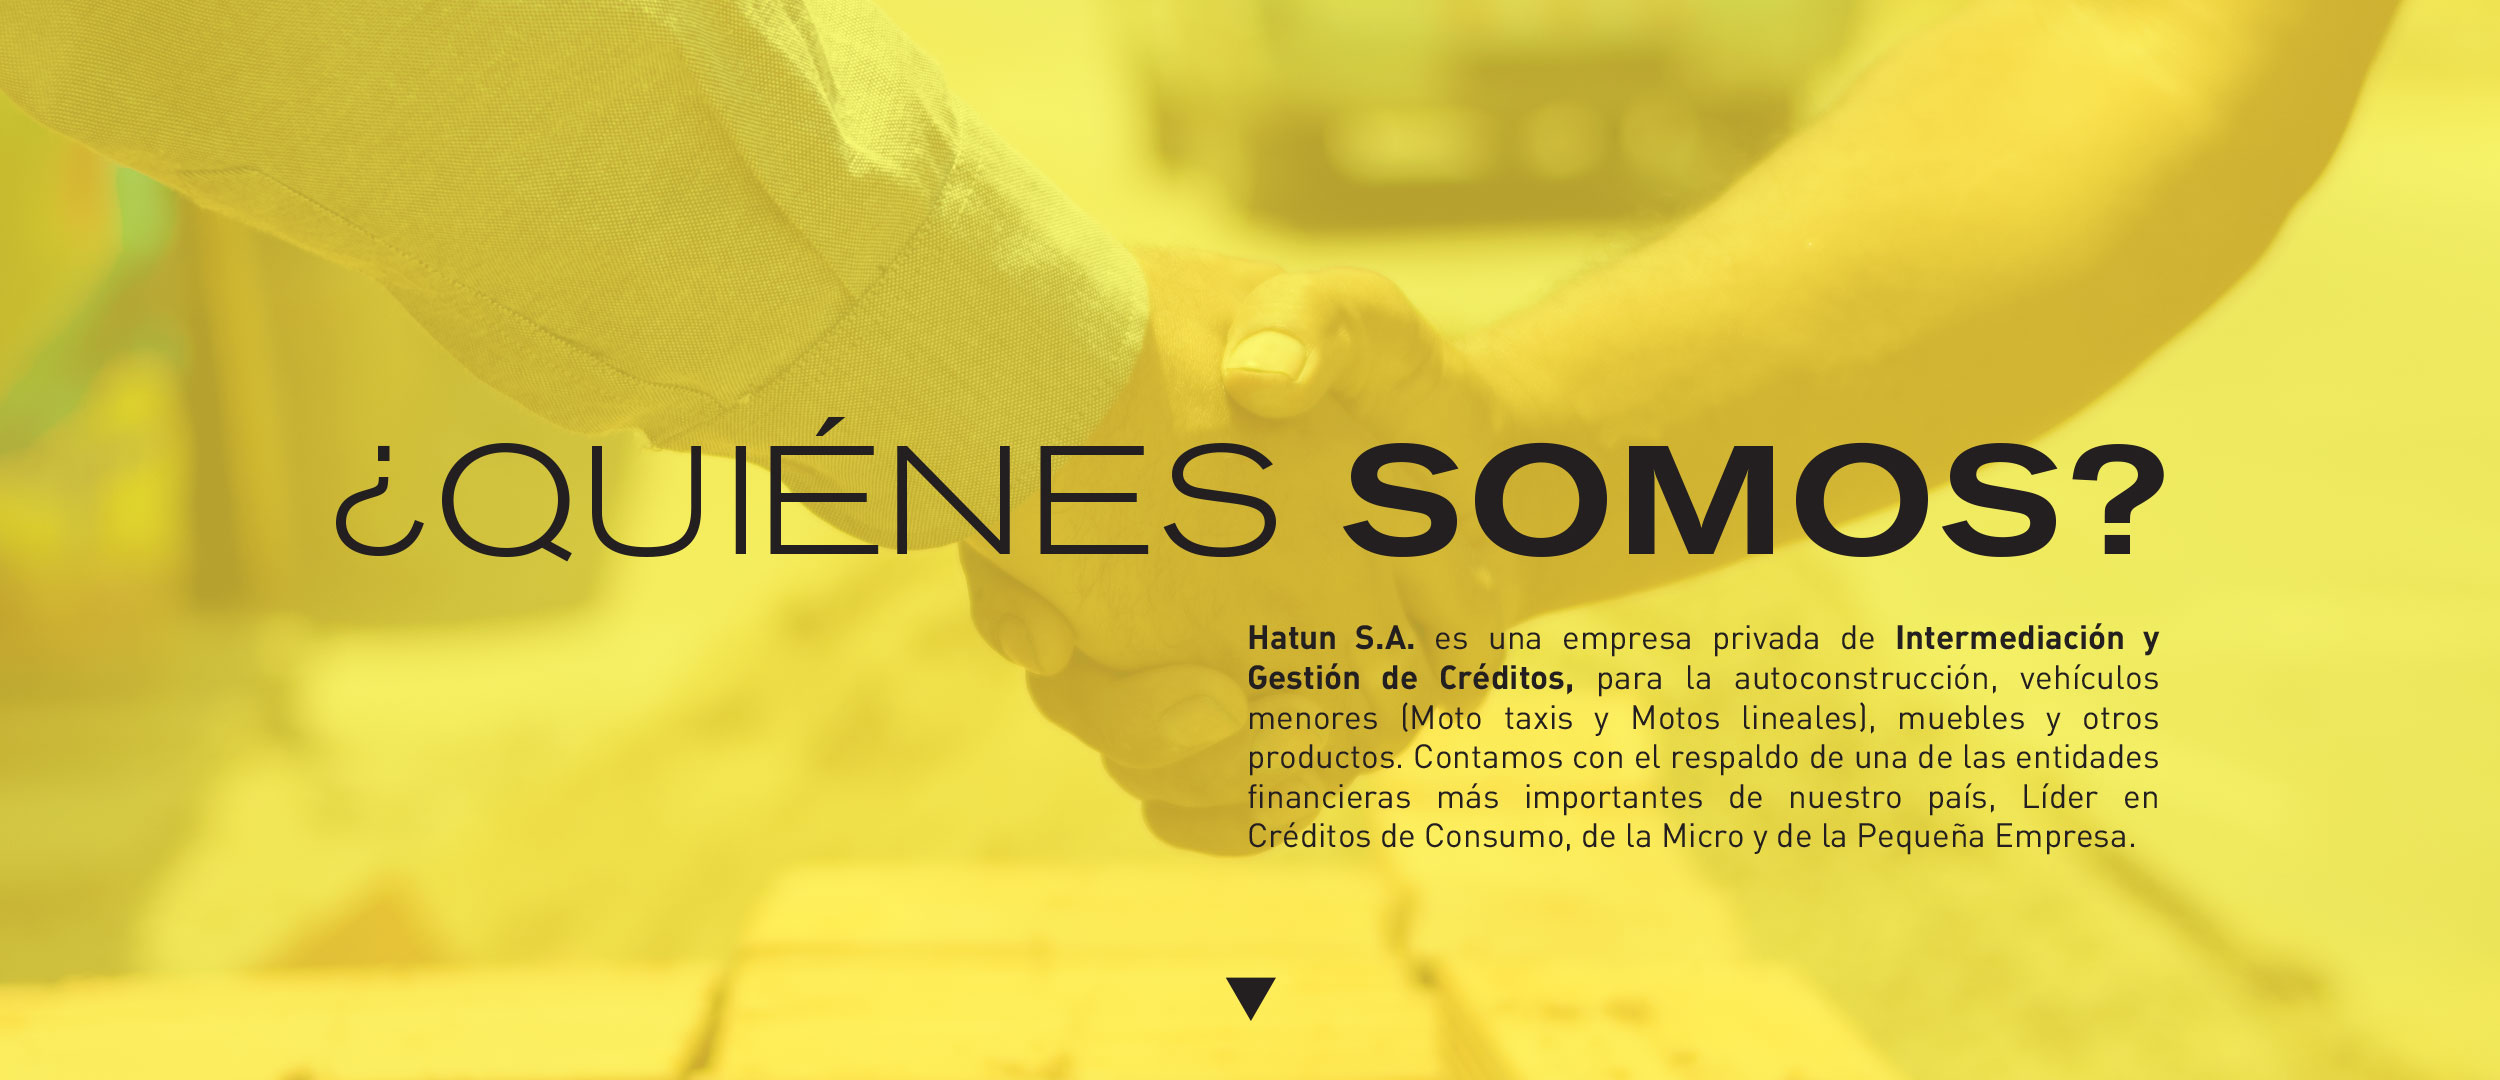 ¿QUIÉNES SOMOS?
Hatun S.A. es una empresa privada de Intermediación y
Gestión de Créditos, para la autoconstrucción, vehículos
menores (Moto taxis y Motos lineales), muebles y otros
productos. Contamos con el respaldo de una de las entidades
financieras más importantes de nuestro país, Líder en
Créditos de Consumo, de la Micro y de la Pequeña Empresa.